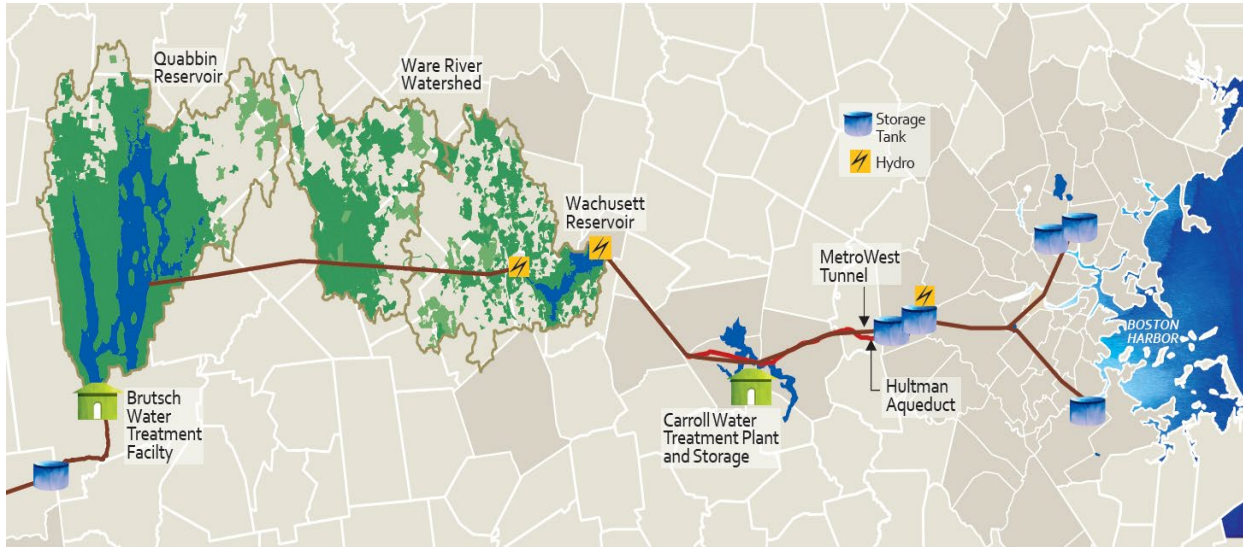 Quabbin
Reservoir
Ware River
Watershed
Storage
Tank
Hydro
Wachusett
Reservoir
MetroWest
Tunnel
BOSTON
HARBOR
Hultman
Aqueduct
Brutsch
Water
Treatment
Facilty
Carroll Water
Treatment Plant
and Storage